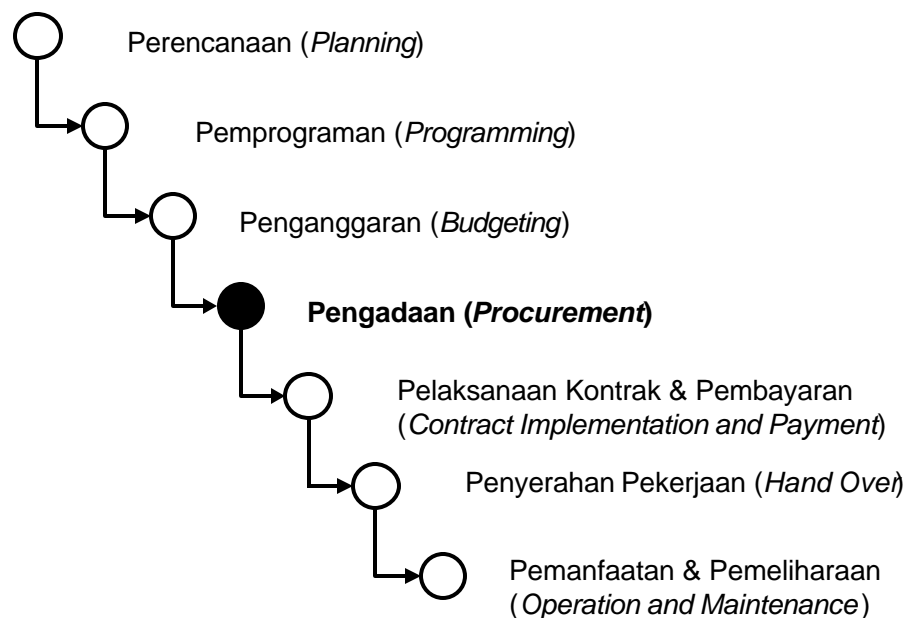 Perencanaan (Planning)
Pemprograman (Programming)
Penganggaran (Budgeting)
Pengadaan (Procurement)
Pelaksanaan Kontrak & Pembayaran
(Contract Implementation and Payment)
Penyerahan Pekerjaan (Hand Over)
Pemanfaatan & Pemeliharaan
(Operation and Maintenance)